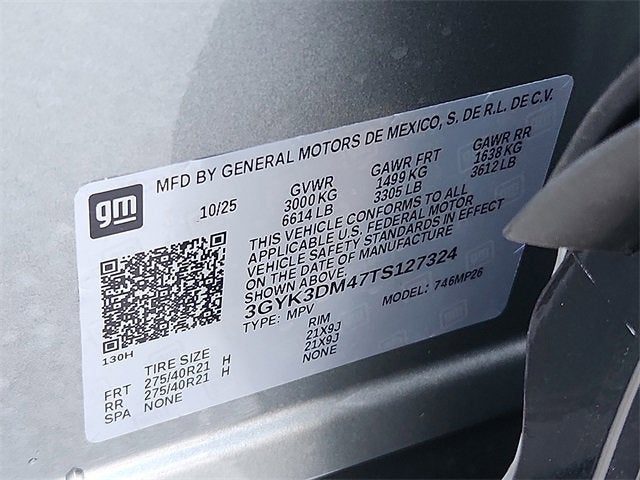 MFD BY GENERAL MOTORS DE MEXICO, S. DE R.L. DE C.V.
gm
10/25
GVWR
3000 KG
6614 LB
GAWR FRT
1499 KG
3305 LB
GAWR RR
1638 KG
3612 LB
THIS VEHICLE CONFORMS TO ALL
APPLICABLE U.S. FEDERAL MOTOR
VEHICLE SAFETY STANDARDS IN EFFECT
ON THE DATE OF MANUFACTURE
SHOWN ABOVE.
3GYK3DM47TS127324
TYPE: MPV
MODEL: 746MP26
130H
TIRE SIZE RIM
FRT 275/40R21 H 21X9J
RR 275/40R21 H 21X9J
SPA NONE NONE